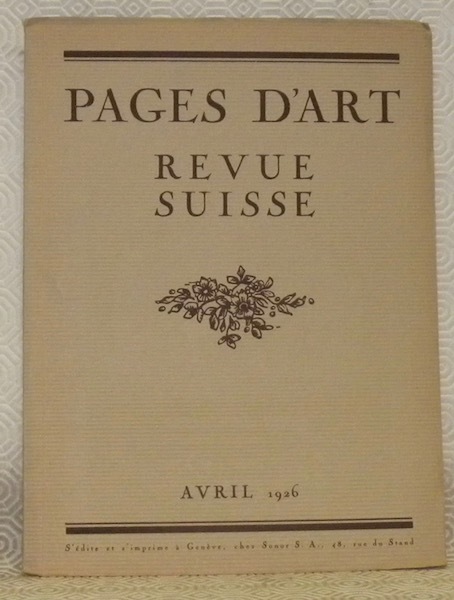 PAGES D'ART
REVUE
SUISSE
AVRIL 1926
S'édite et s'imprime à Genève, chez Sonor S. A., 48, rue du Stand